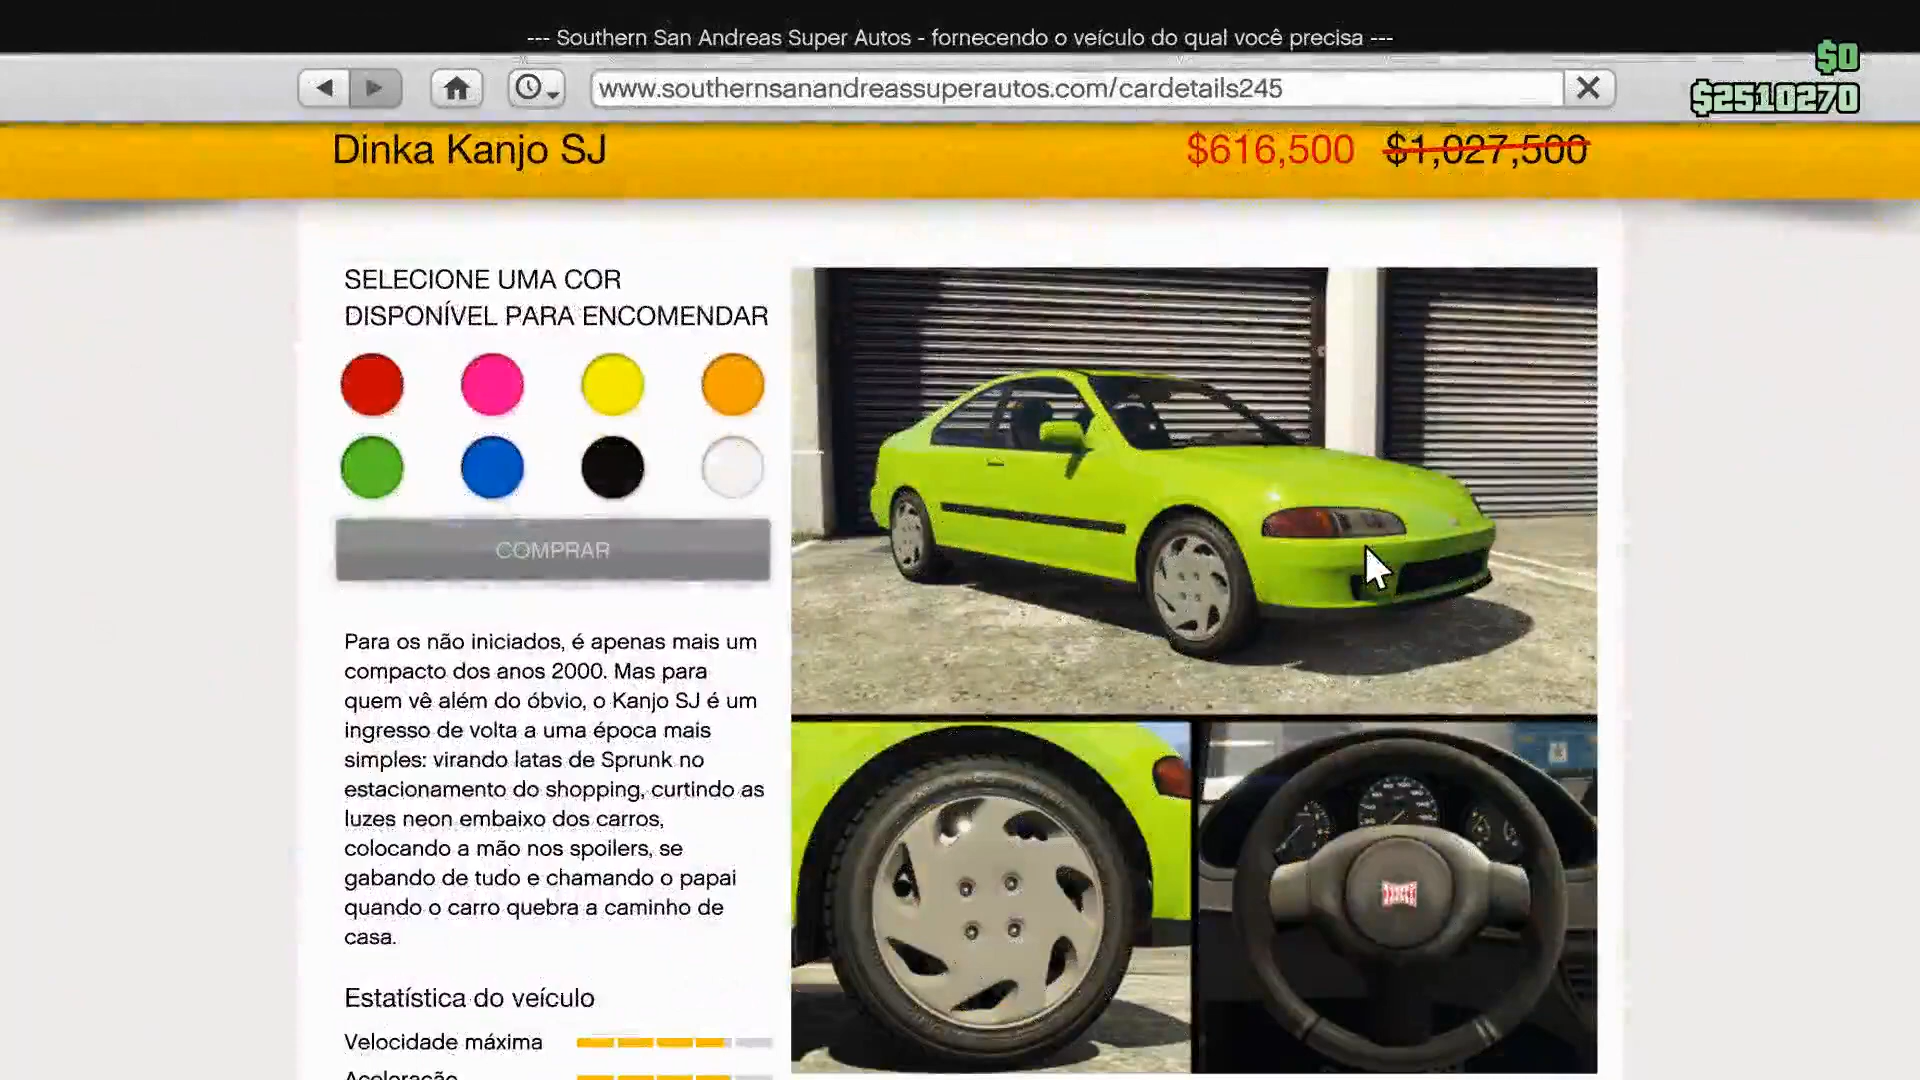 --- Southern San Andreas Super Autos - fornecendo o veículo do qual você precisa ---
$0
www.southernsanandreassuperautos.com/cardetails245
$2510270
Dinka Kanjo SJ
$616,500 $1,027,500
SELECIONE UMA COR
DISPONÍVEL PARA ENCOMENDAR
COMPRAR
Para os não iniciados, é apenas mais um
compacto dos anos 2000. Mas para
quem vê além do óbvio, o Kanjo SJ é um
ingresso de volta a uma época mais
simples: virando latas de Sprunk no
estacionamento do shopping, curtindo as
luzes neon embaixo dos carros,
colocando a mão nos spoilers, se
gabando de tudo e chamando o papai
quando o carro quebra a caminho de
casa.
Estatística do veículo
Velocidade máxima
Aceleração